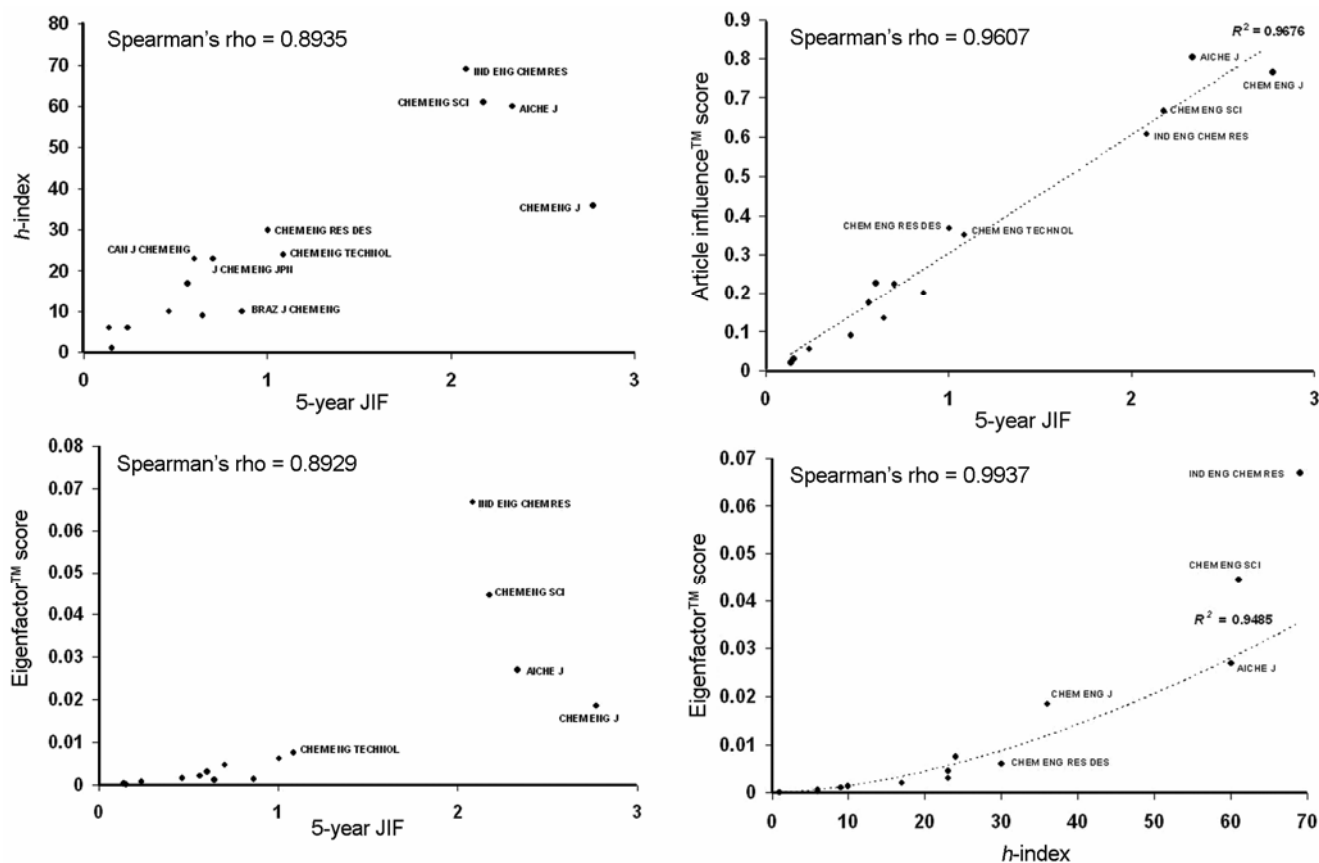 80
70
60
50
40
30
20
10
0
h-index
Spearman's rho = 0.8935
IND ENG CHEM RES
CHEM ENG SCI
AICHE J
CHEM ENG J
CHEM ENG RES DES
CAN J CHEM ENG
CHEM ENG TECHNOL
J CHEM ENG JPN
BRAZ J CHEM ENG
0 1 2 3
5-year JIF
0.9
0.8
0.7
0.6
0.5
0.4
0.3
0.2
0.1
0
Article influence™ score
Spearman's rho = 0.9607
R² = 0.9676
AICHE J
CHEM ENG J
CHEM ENG SCI
IND ENG CHEM RES
CHEM ENG RES DES
CHEM ENG TECHNOL
0 1 2 3
5-year JIF
0.08
0.07
0.06
0.05
0.04
0.03
0.02
0.01
0
Eigenfactor™ score
Spearman's rho = 0.8929
IND ENG CHEM RES
CHEM ENG SCI
AICHE J
CHEM ENG J
CHEM ENG TECHNOL
0 1 2 3
5-year JIF
0.07
0.06
0.05
0.04
0.03
0.02
0.01
0
Eigenfactor™ score
Spearman's rho = 0.9937
IND ENG CHEM RES
CHEM ENG SCI
R² = 0.9485
AICHE J
CHEM ENG J
CHEM ENG RES DES
0 10 20 30 40 50 60 70
h-index